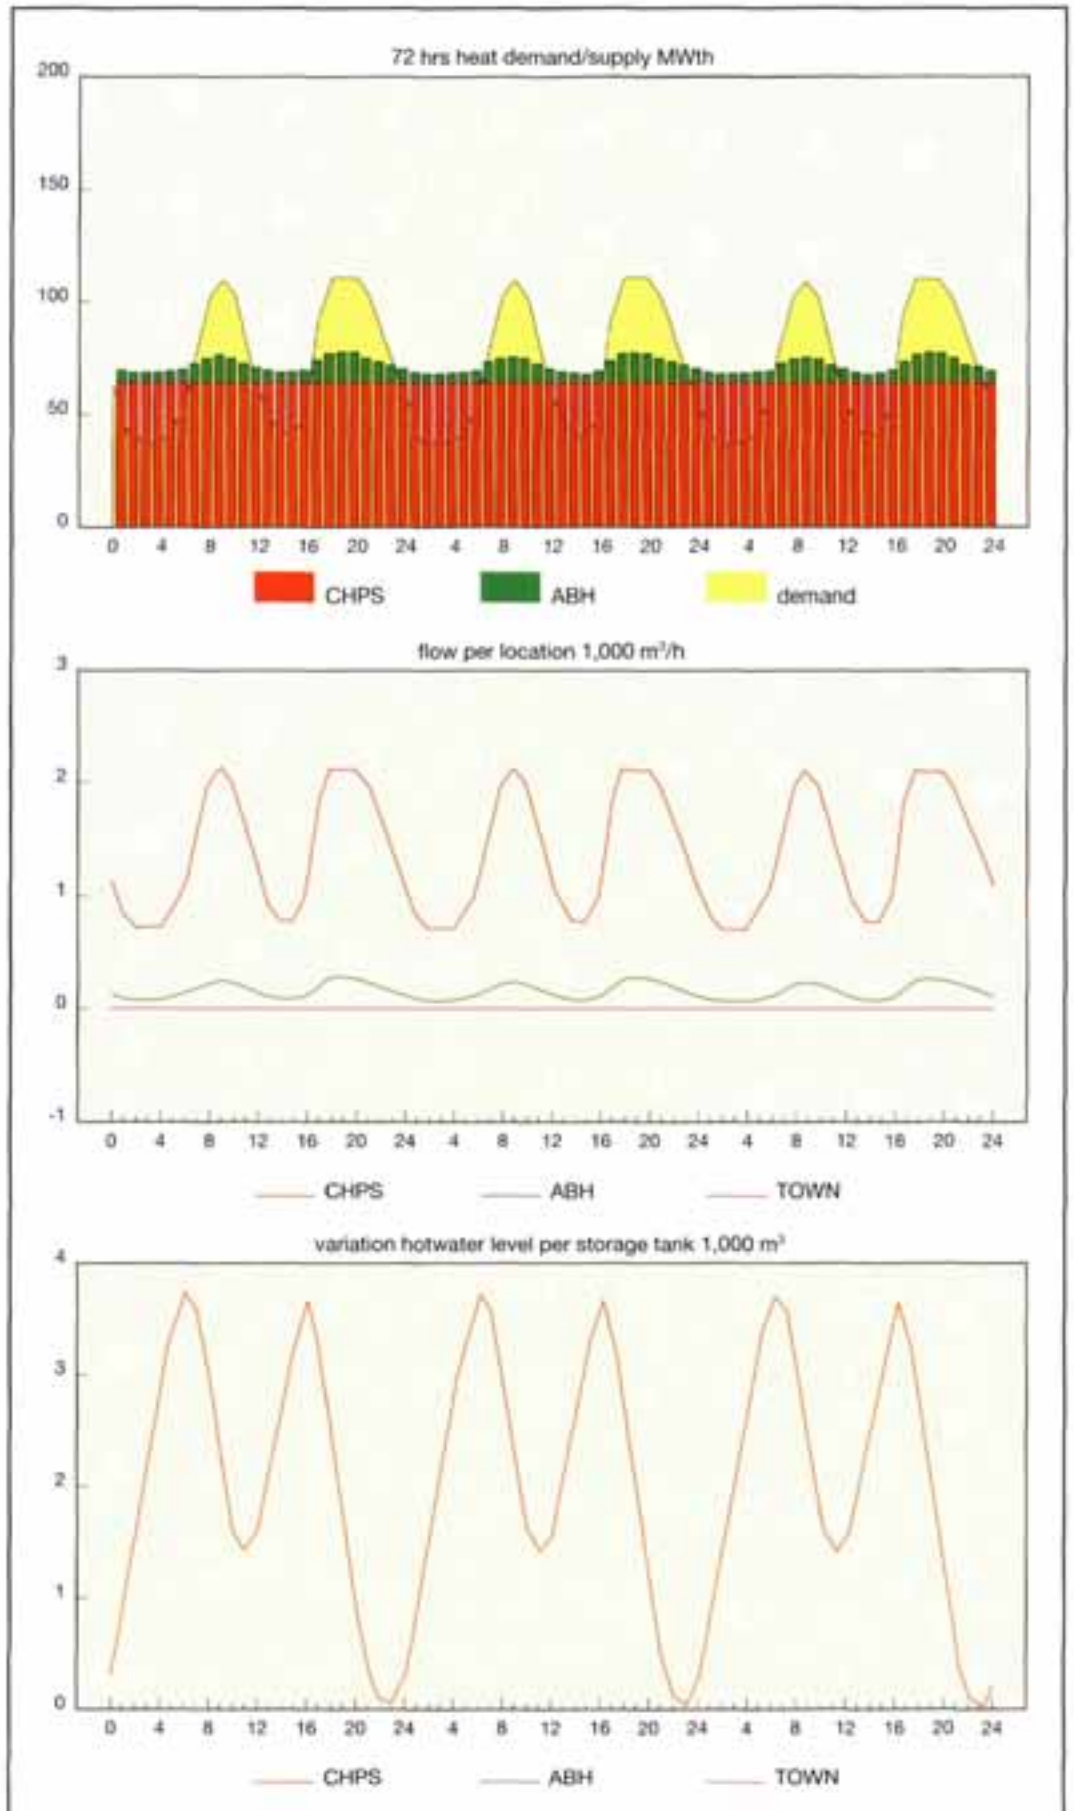 72 hrs heat demand/supply MWth
200
150
100
50
0
0 4 8 12 16 20 24 4 8 12 16 20 24 4 8 12 16 20 24
CHPS ABH demand
flow per location 1,000 m³/h
3
2
1
0
-1
0 4 8 12 16 20 24 4 8 12 16 20 24 4 8 12 16 20 24
CHPS ABH TOWN
variation hotwater level per storage tank 1,000 m³
4
3
2
1
0
0 4 8 12 16 20 24 4 8 12 16 20 24 4 8 12 16 20 24
CHPS ABH TOWN